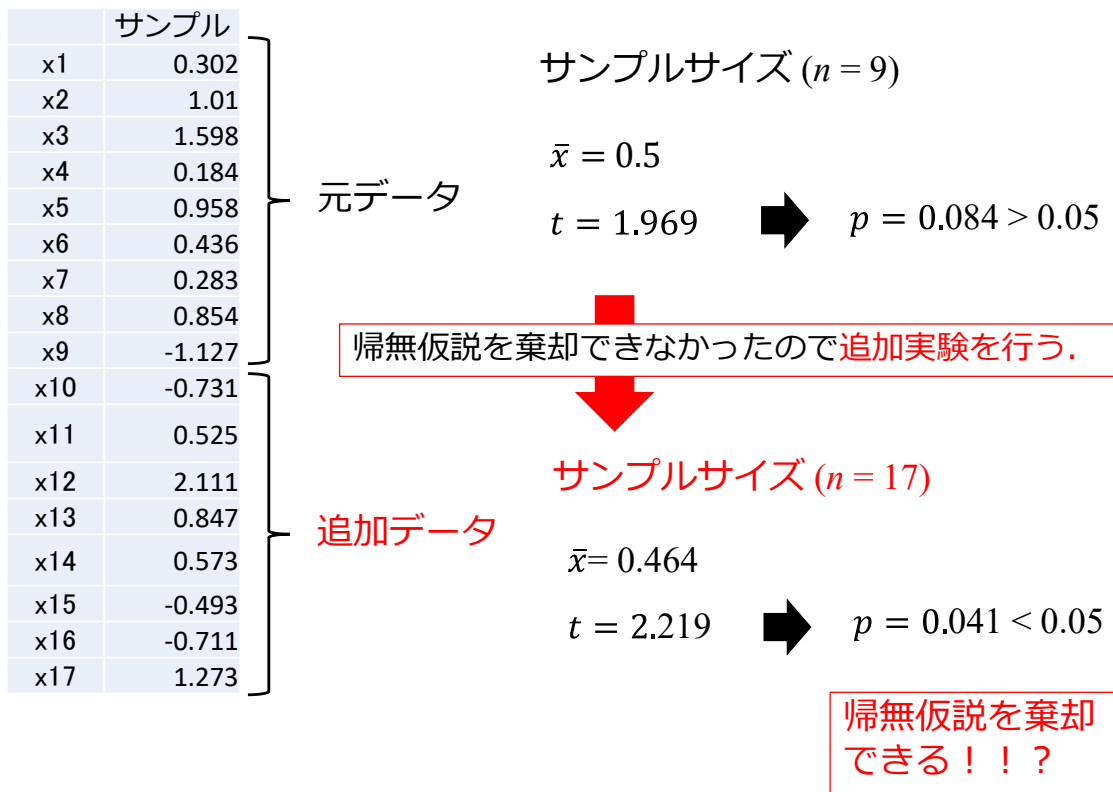 サンプル
x1 0.302
x2 1.01
x3 1.598
x4 0.184
x5 0.958
x6 0.436
x7 0.283
x8 0.854
x9 -1.127
x10 -0.731
x11 0.525
x12 2.111
x13 0.847
x14 0.573
x15 -0.493
x16 -0.711
x17 1.273
元データ
追加データ
サンプルサイズ (n = 9)
x̄ = 0.5
t = 1.969
p = 0.084 > 0.05
帰無仮説を棄却できなかったので追加実験を行う.
サンプルサイズ (n = 17)
x̄= 0.464
t = 2.219
p = 0.041 < 0.05
帰無仮説を棄却
できる！！？